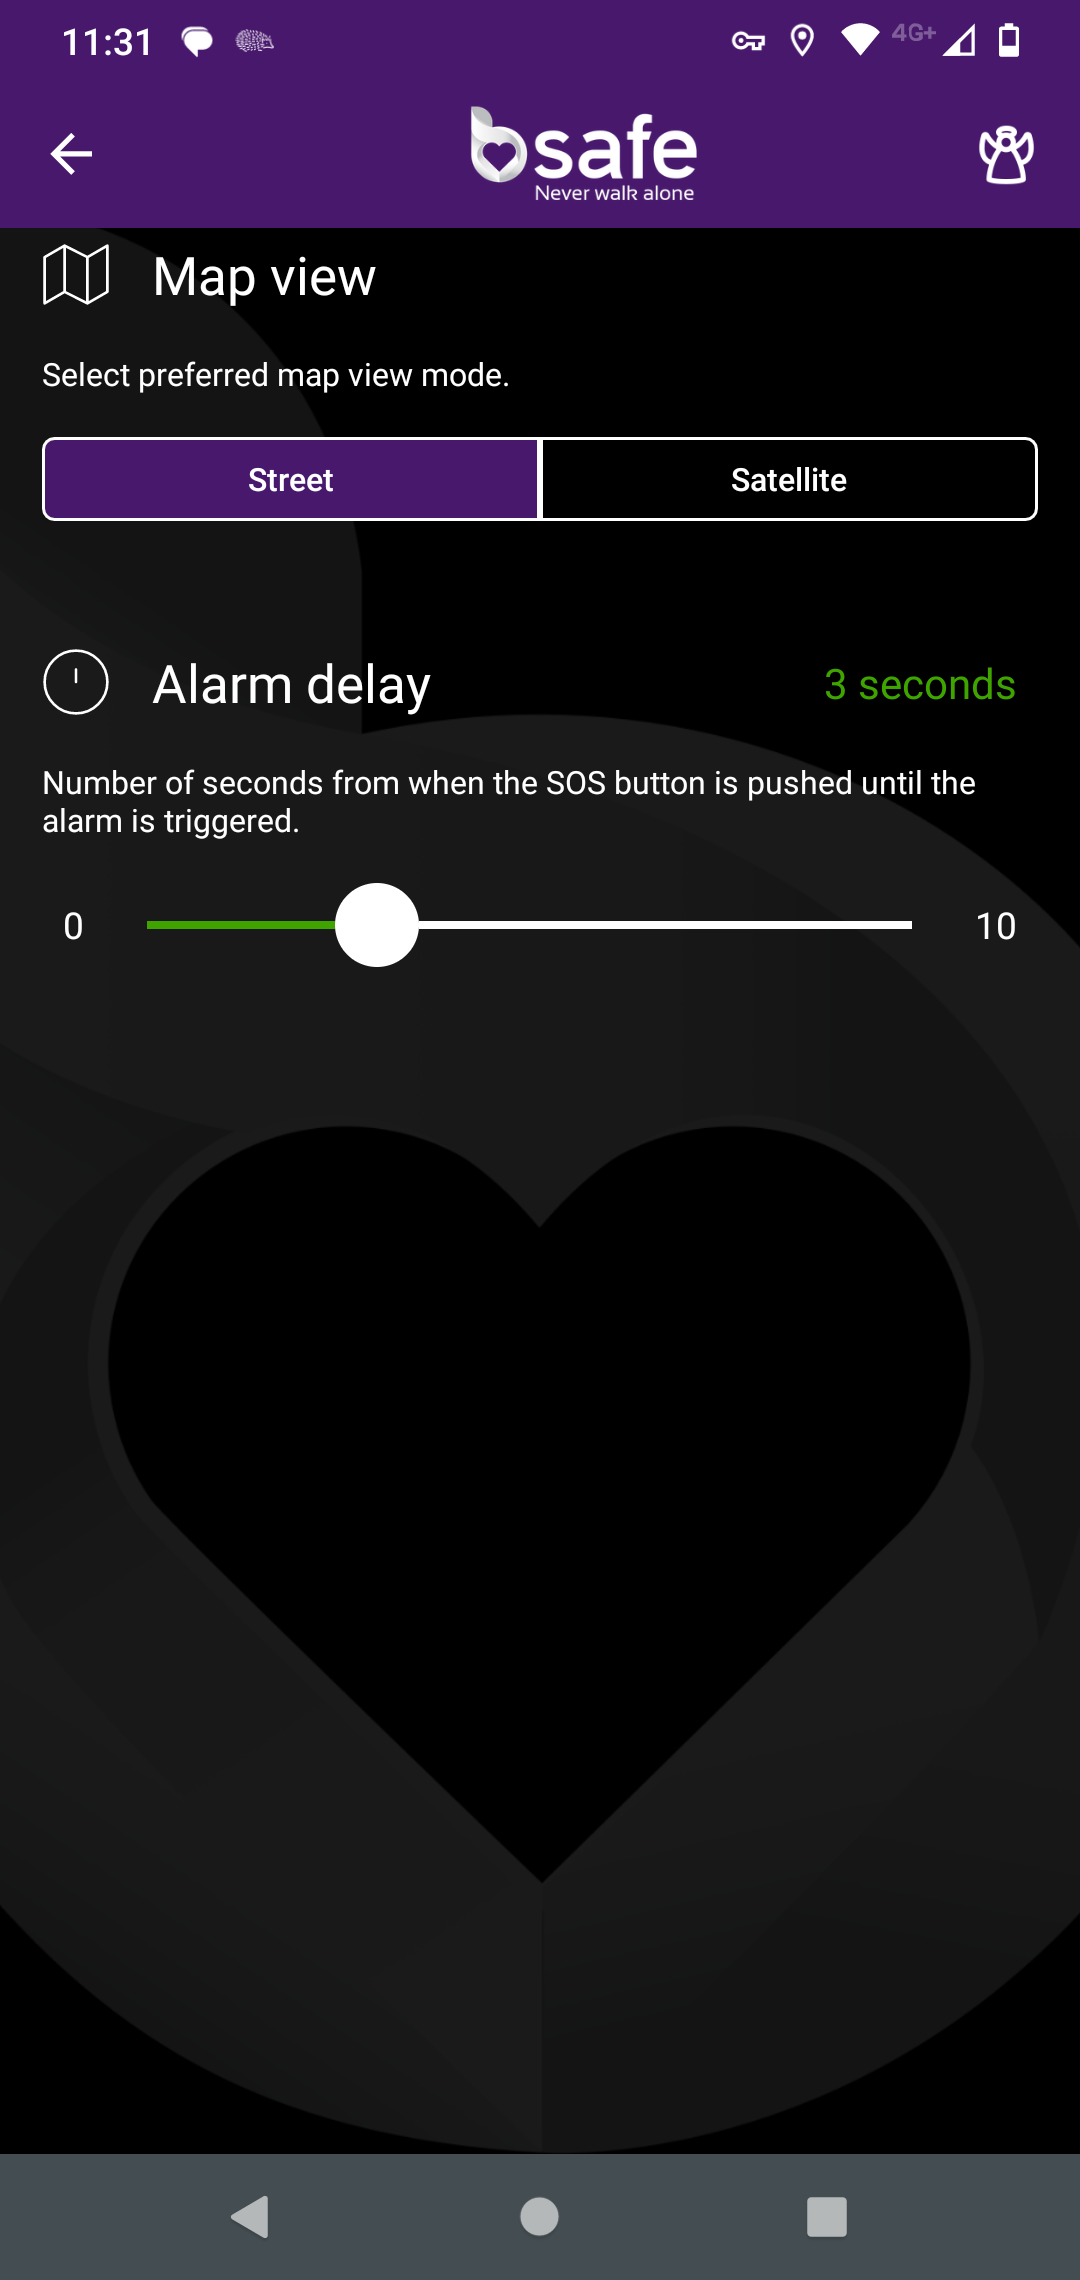 11:31
4G+
bsafe
Never walk alone
Map view
Select preferred map view mode.
Street
Satellite
Alarm delay
3 seconds
Number of seconds from when the SOS button is pushed until the
alarm is triggered.
0
10